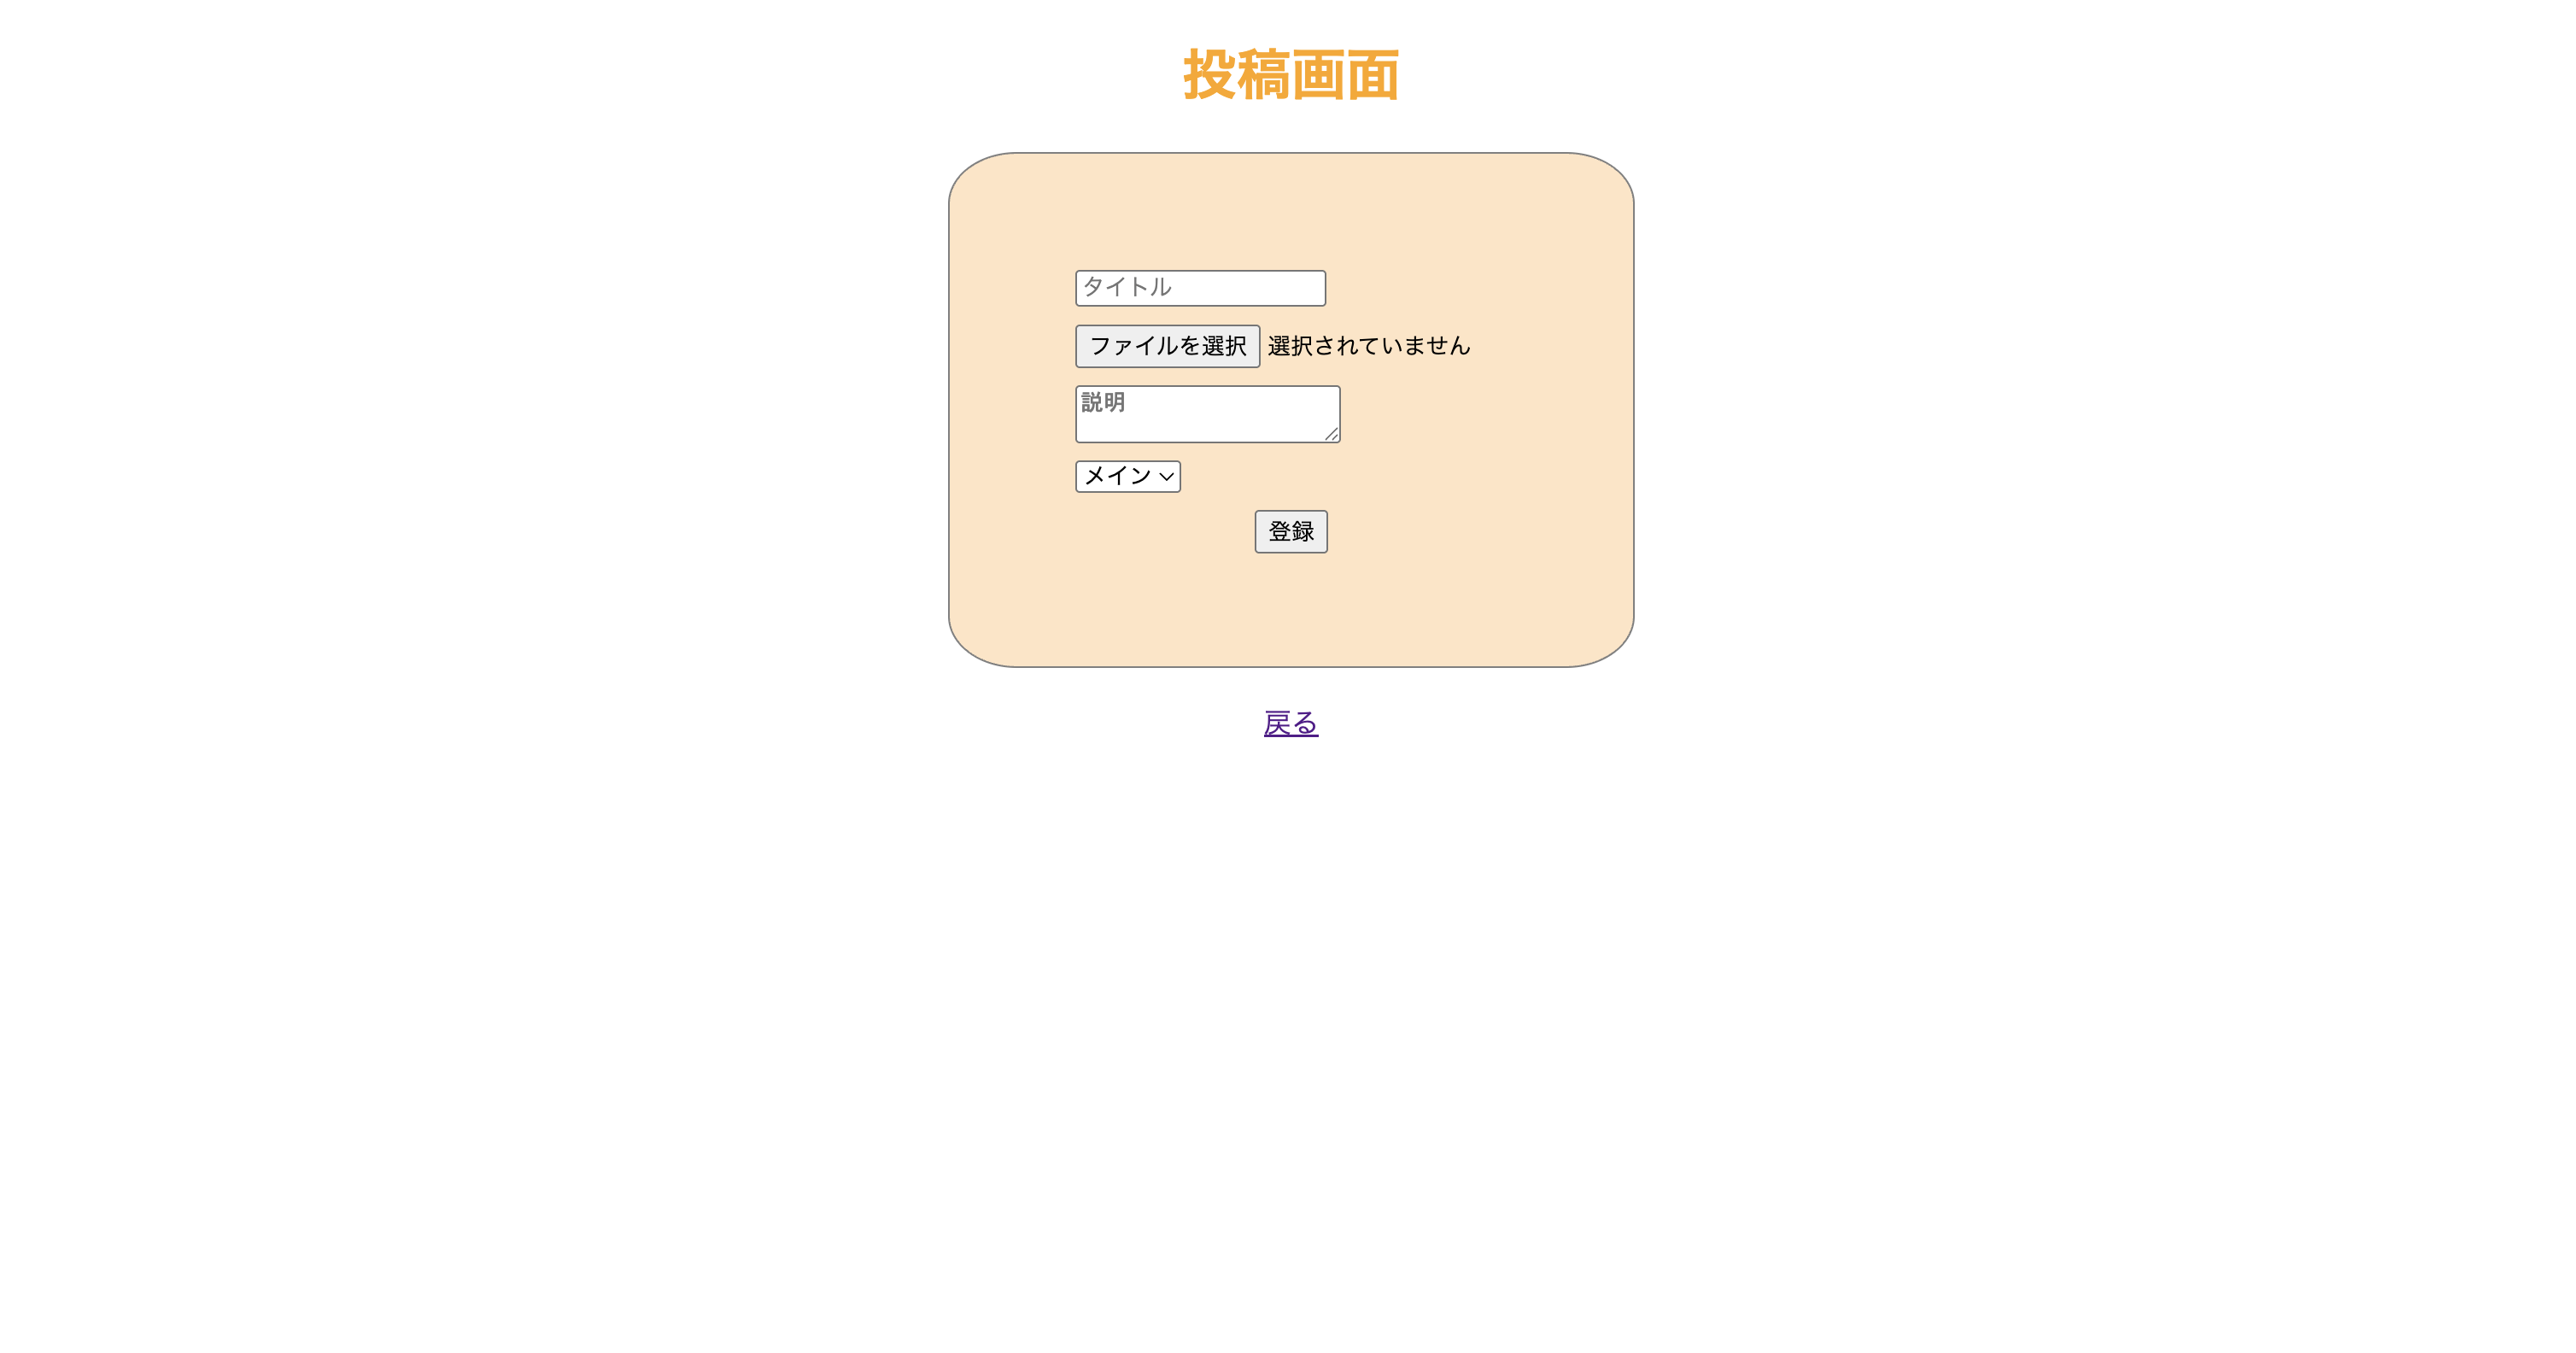 投稿画面
タイトル
ファイルを選択 選択されていません
説明
メイン
登録
戻る